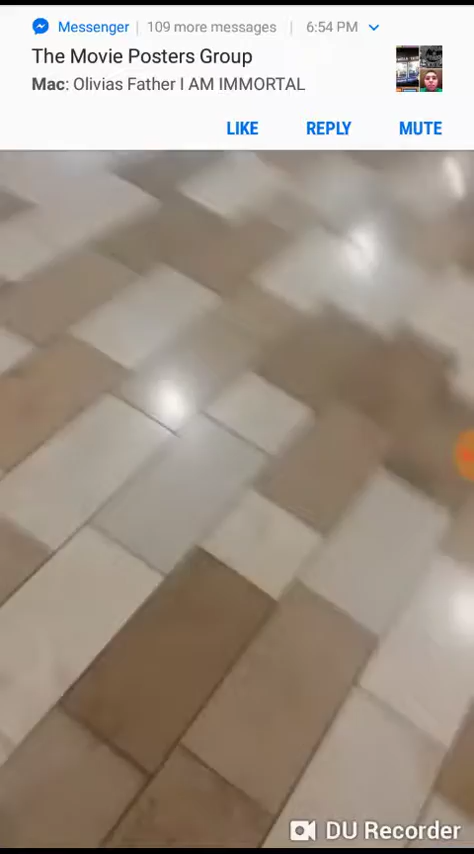 Messenger | 109 more messages | 6:54 PM
The Movie Posters Group
Mac: Olivias Father I AM IMMORTAL
LIKE REPLY MUTE
DU Recorder